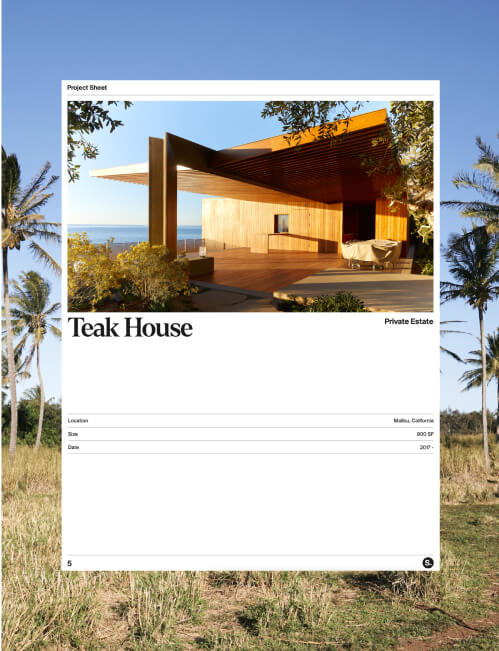 Project Sheet
Teak House
Private Estate
Location Malibu, California
Size 900 SF
Date 2017 -
5 S.